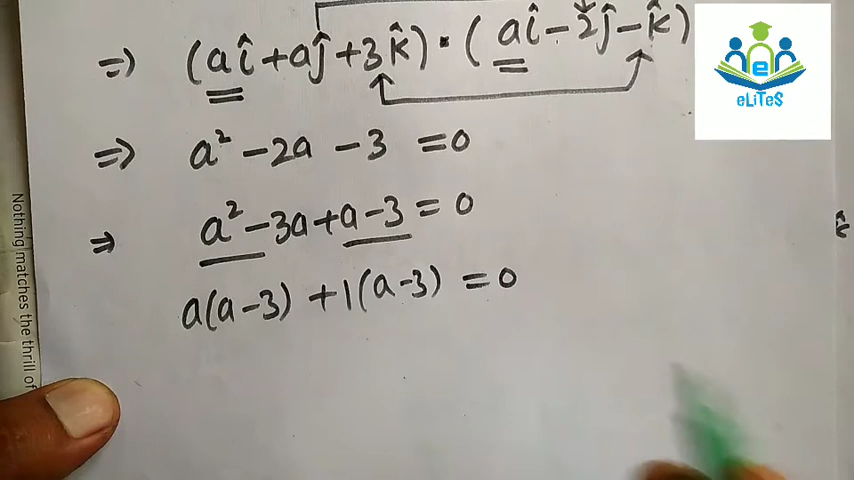 ⇒ (aî + aĵ + 3k̂) · (aî - 2ĵ - k̂)
⇒ a² - 2a - 3 = 0
⇒ a² - 3a + a - 3 = 0
a(a - 3) + 1(a - 3) = 0
e
eLiTeS
Nothing matches the thrill of
k̂